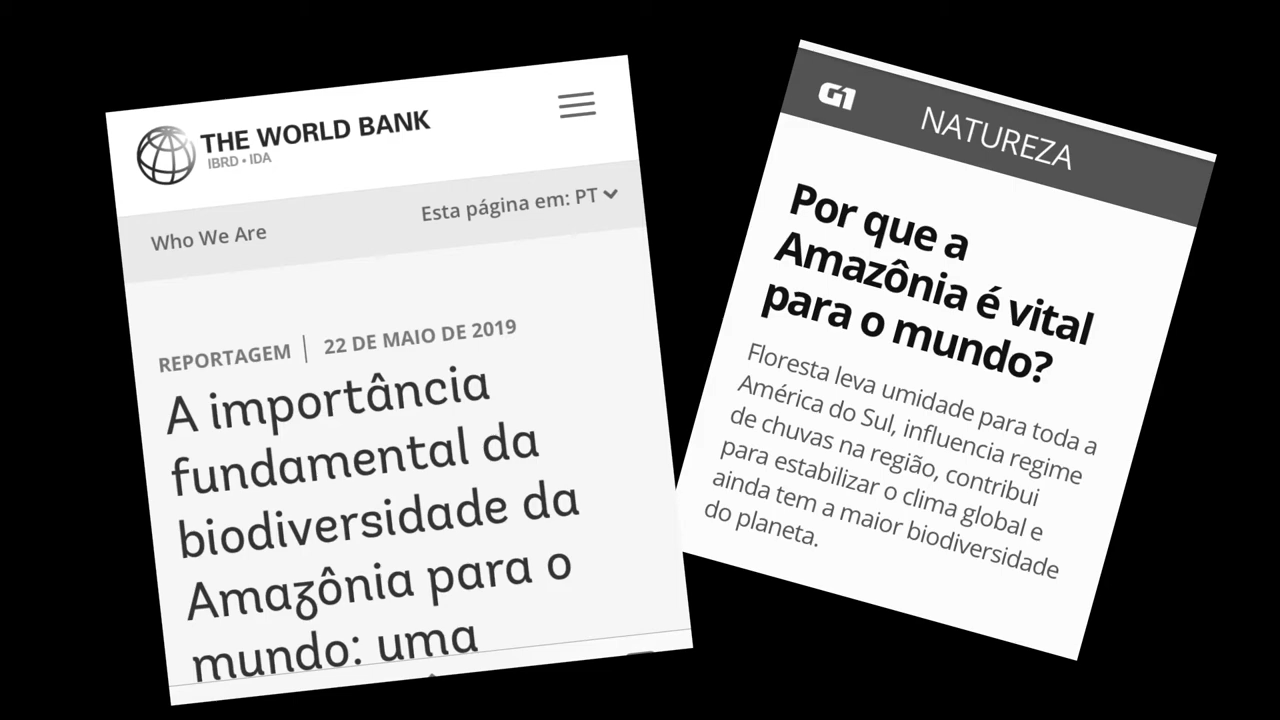 THE WORLD BANK
IBRD • IDA
Who We Are
Esta página em: PT
REPORTAGEM | 22 DE MAIO DE 2019
A importância
fundamental da
biodiversidade da
Amazônia para o
mundo: uma
G1
NATUREZA
Por que a
Amazônia é vital
para o mundo?
Floresta leva umidade para toda a
América do Sul, influencia regime
de chuvas na região, contribui
para estabilizar o clima global e
ainda tem a maior biodiversidade
do planeta.